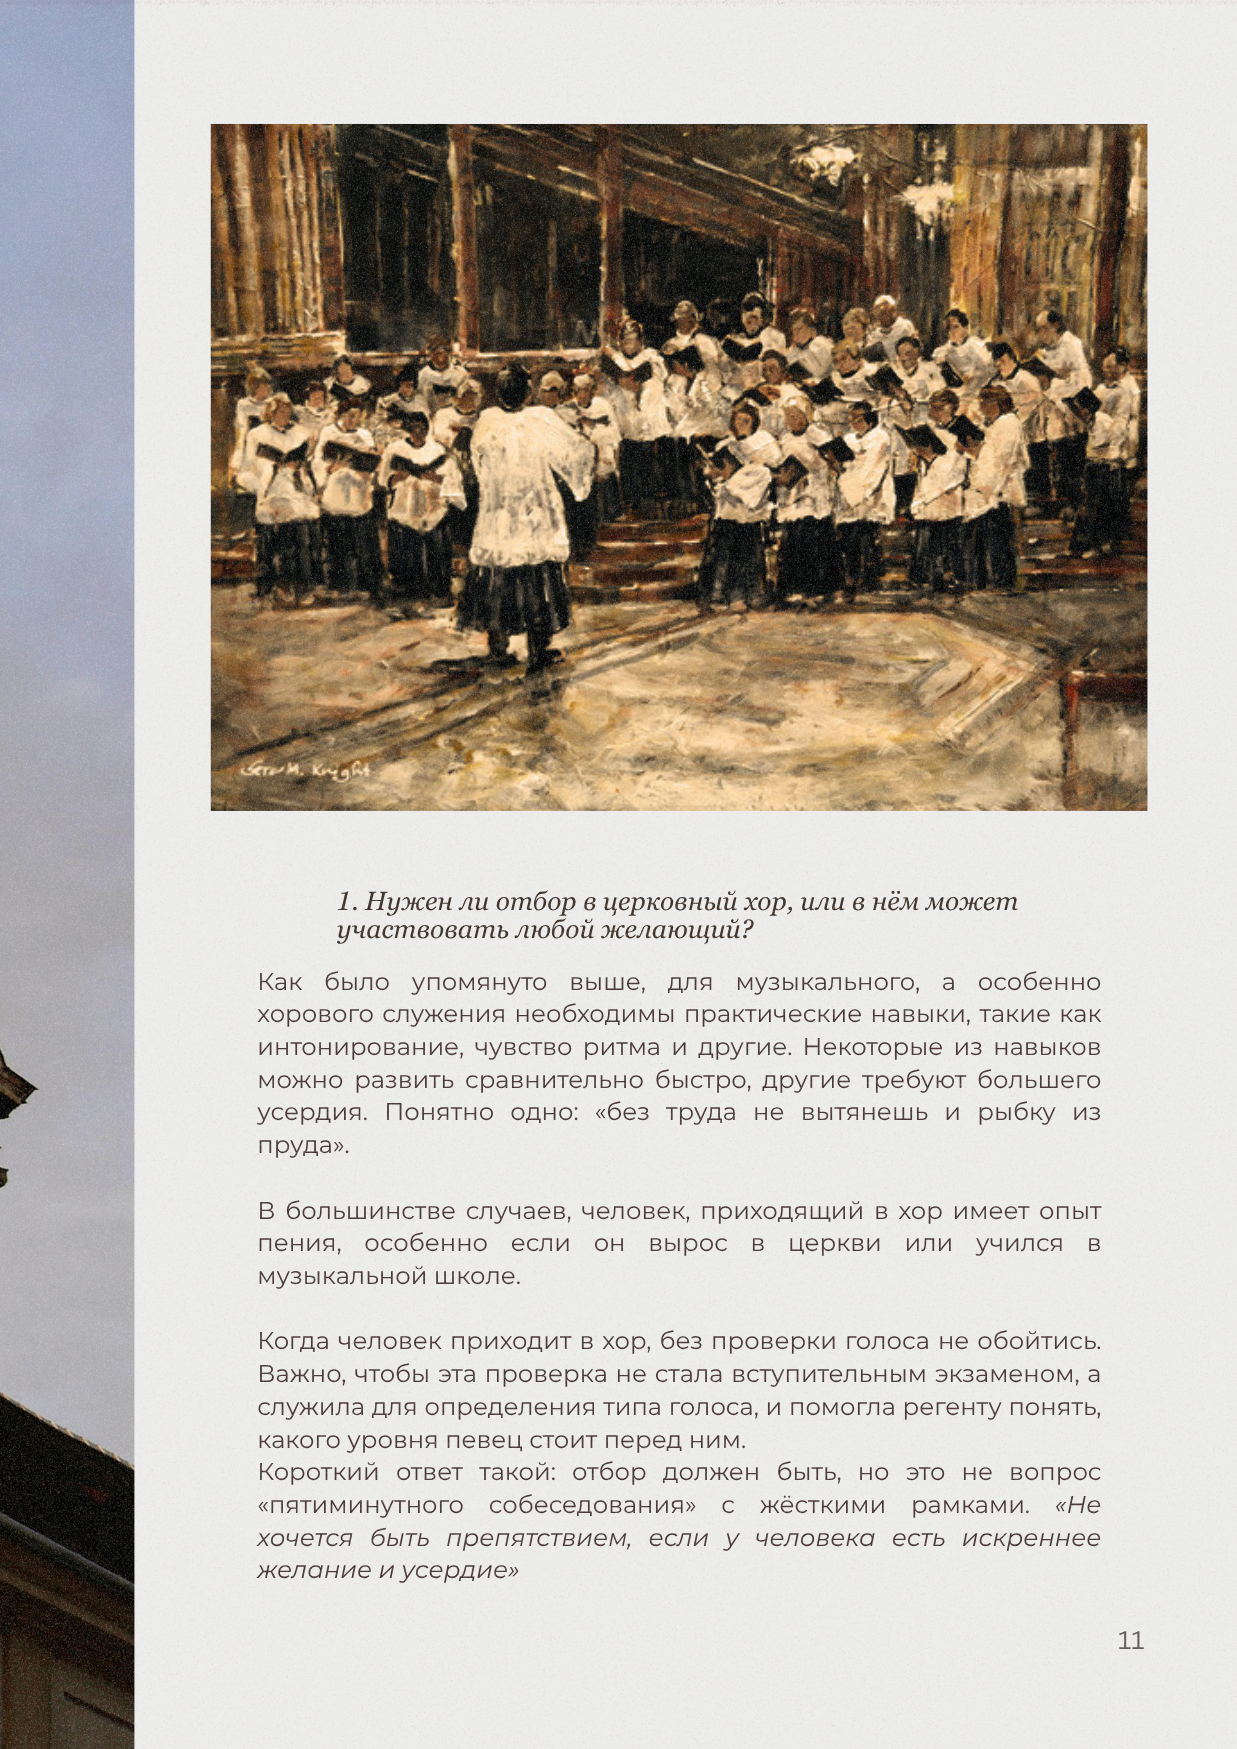 Knight
1. Нужен ли отбор в церковный хор, или в нём может
участвовать любой желающий?
Как было упомянуто выше, для музыкального, а особенно
хорового служения необходимы практические навыки, такие как
интонирование, чувство ритма и другие. Некоторые из навыков
можно развить сравнительно быстро, другие требуют большего
усердия. Понятно одно: «без труда не вытянешь и рыбку из
пруда».
В большинстве случаев, человек, приходящий в хор имеет опыт
пения, особенно если он вырос в церкви или учился в
музыкальной школе.
Когда человек приходит в хор, без проверки голоса не обойтись.
Важно, чтобы эта проверка не стала вступительным экзаменом, а
служила для определения типа голоса, и помогла регенту понять,
какого уровня певец стоит перед ним.
Короткий ответ такой: отбор должен быть, но это не вопрос
«пятиминутного собеседования» с жёсткими рамками. «Не
хочется быть препятствием, если у человека есть искреннее
желание и усердие»
11